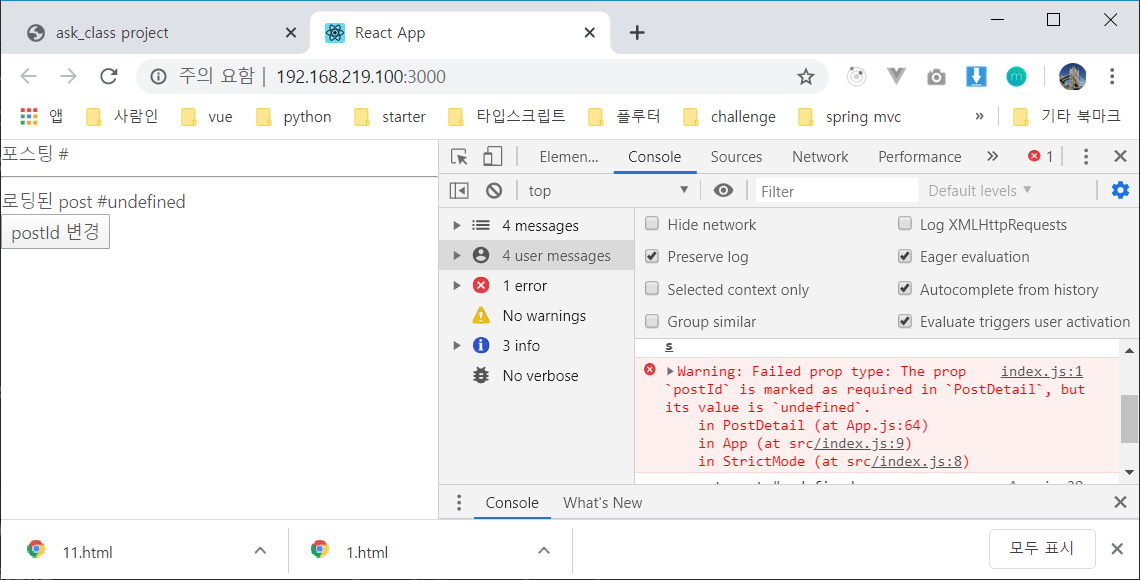 ask_class project
React App
주의 요함 | 192.168.219.100:3000
앱 사람인 vue python starter 타입스크립트 플루터 challenge spring mvc » 기타 북마크
포스팅 #
로딩된 post #undefined
postId 변경
Elemen... Console Sources Network Performance » 1
top Filter Default levels
4 messages
4 user messages
1 error
No warnings
3 info
No verbose
Hide network Log XMLHttpRequests
Preserve log Eager evaluation
Selected context only Autocomplete from history
Group similar Evaluate triggers user activation
s
Warning: Failed prop type: The prop index.js:1
`postId` is marked as required in `PostDetail`, but
its value is `undefined`.
in PostDetail (at App.js:64)
in App (at src/index.js:9)
in StrictMode (at src/index.js:8)
Console What's New
11.html 1.html 모두 표시